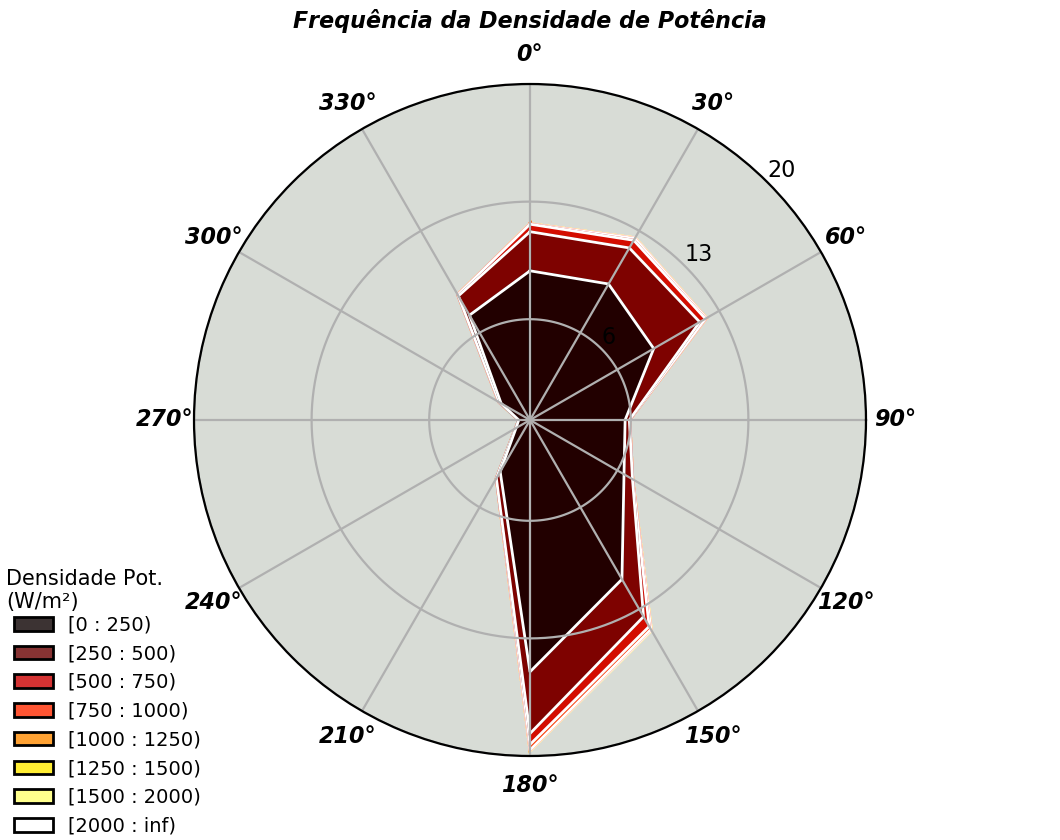 Frequência da Densidade de Potência
0°
330°
30°
20
300°
60°
13
6
270°
90°
240°
120°
210°
150°
180°
Densidade Pot.
(W/m²)
[0 : 250)
[250 : 500)
[500 : 750)
[750 : 1000)
[1000 : 1250)
[1250 : 1500)
[1500 : 2000)
[2000 : inf)